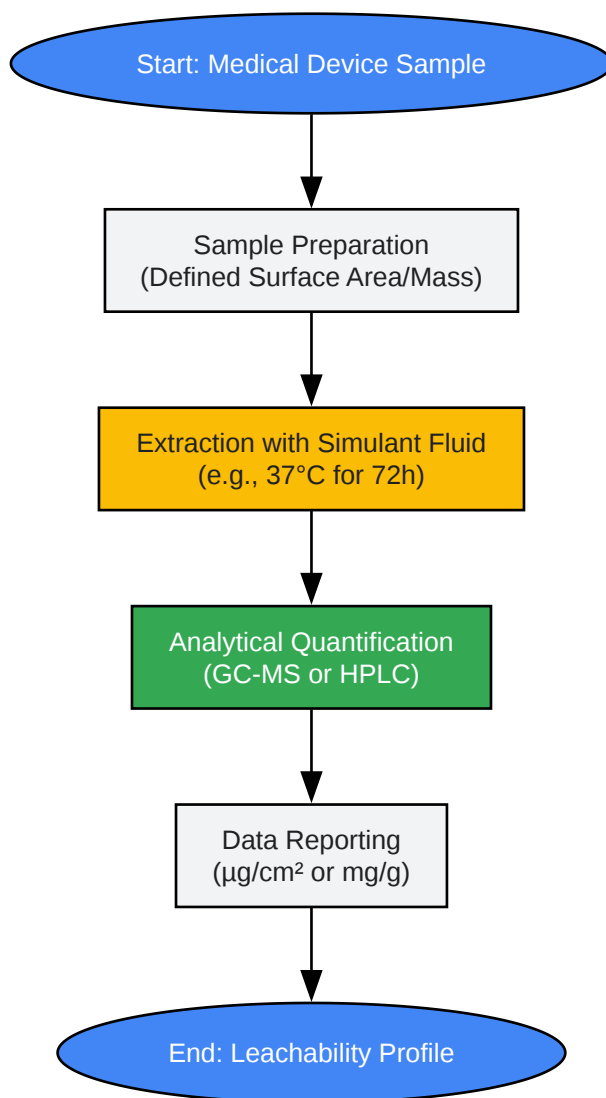 Start: Medical Device Sample
Sample Preparation
(Defined Surface Area/Mass)
Extraction with Simulant Fluid
(e.g., 37°C for 72h)
Analytical Quantification
(GC-MS or HPLC)
Data Reporting
(µg/cm² or mg/g)
End: Leachability Profile